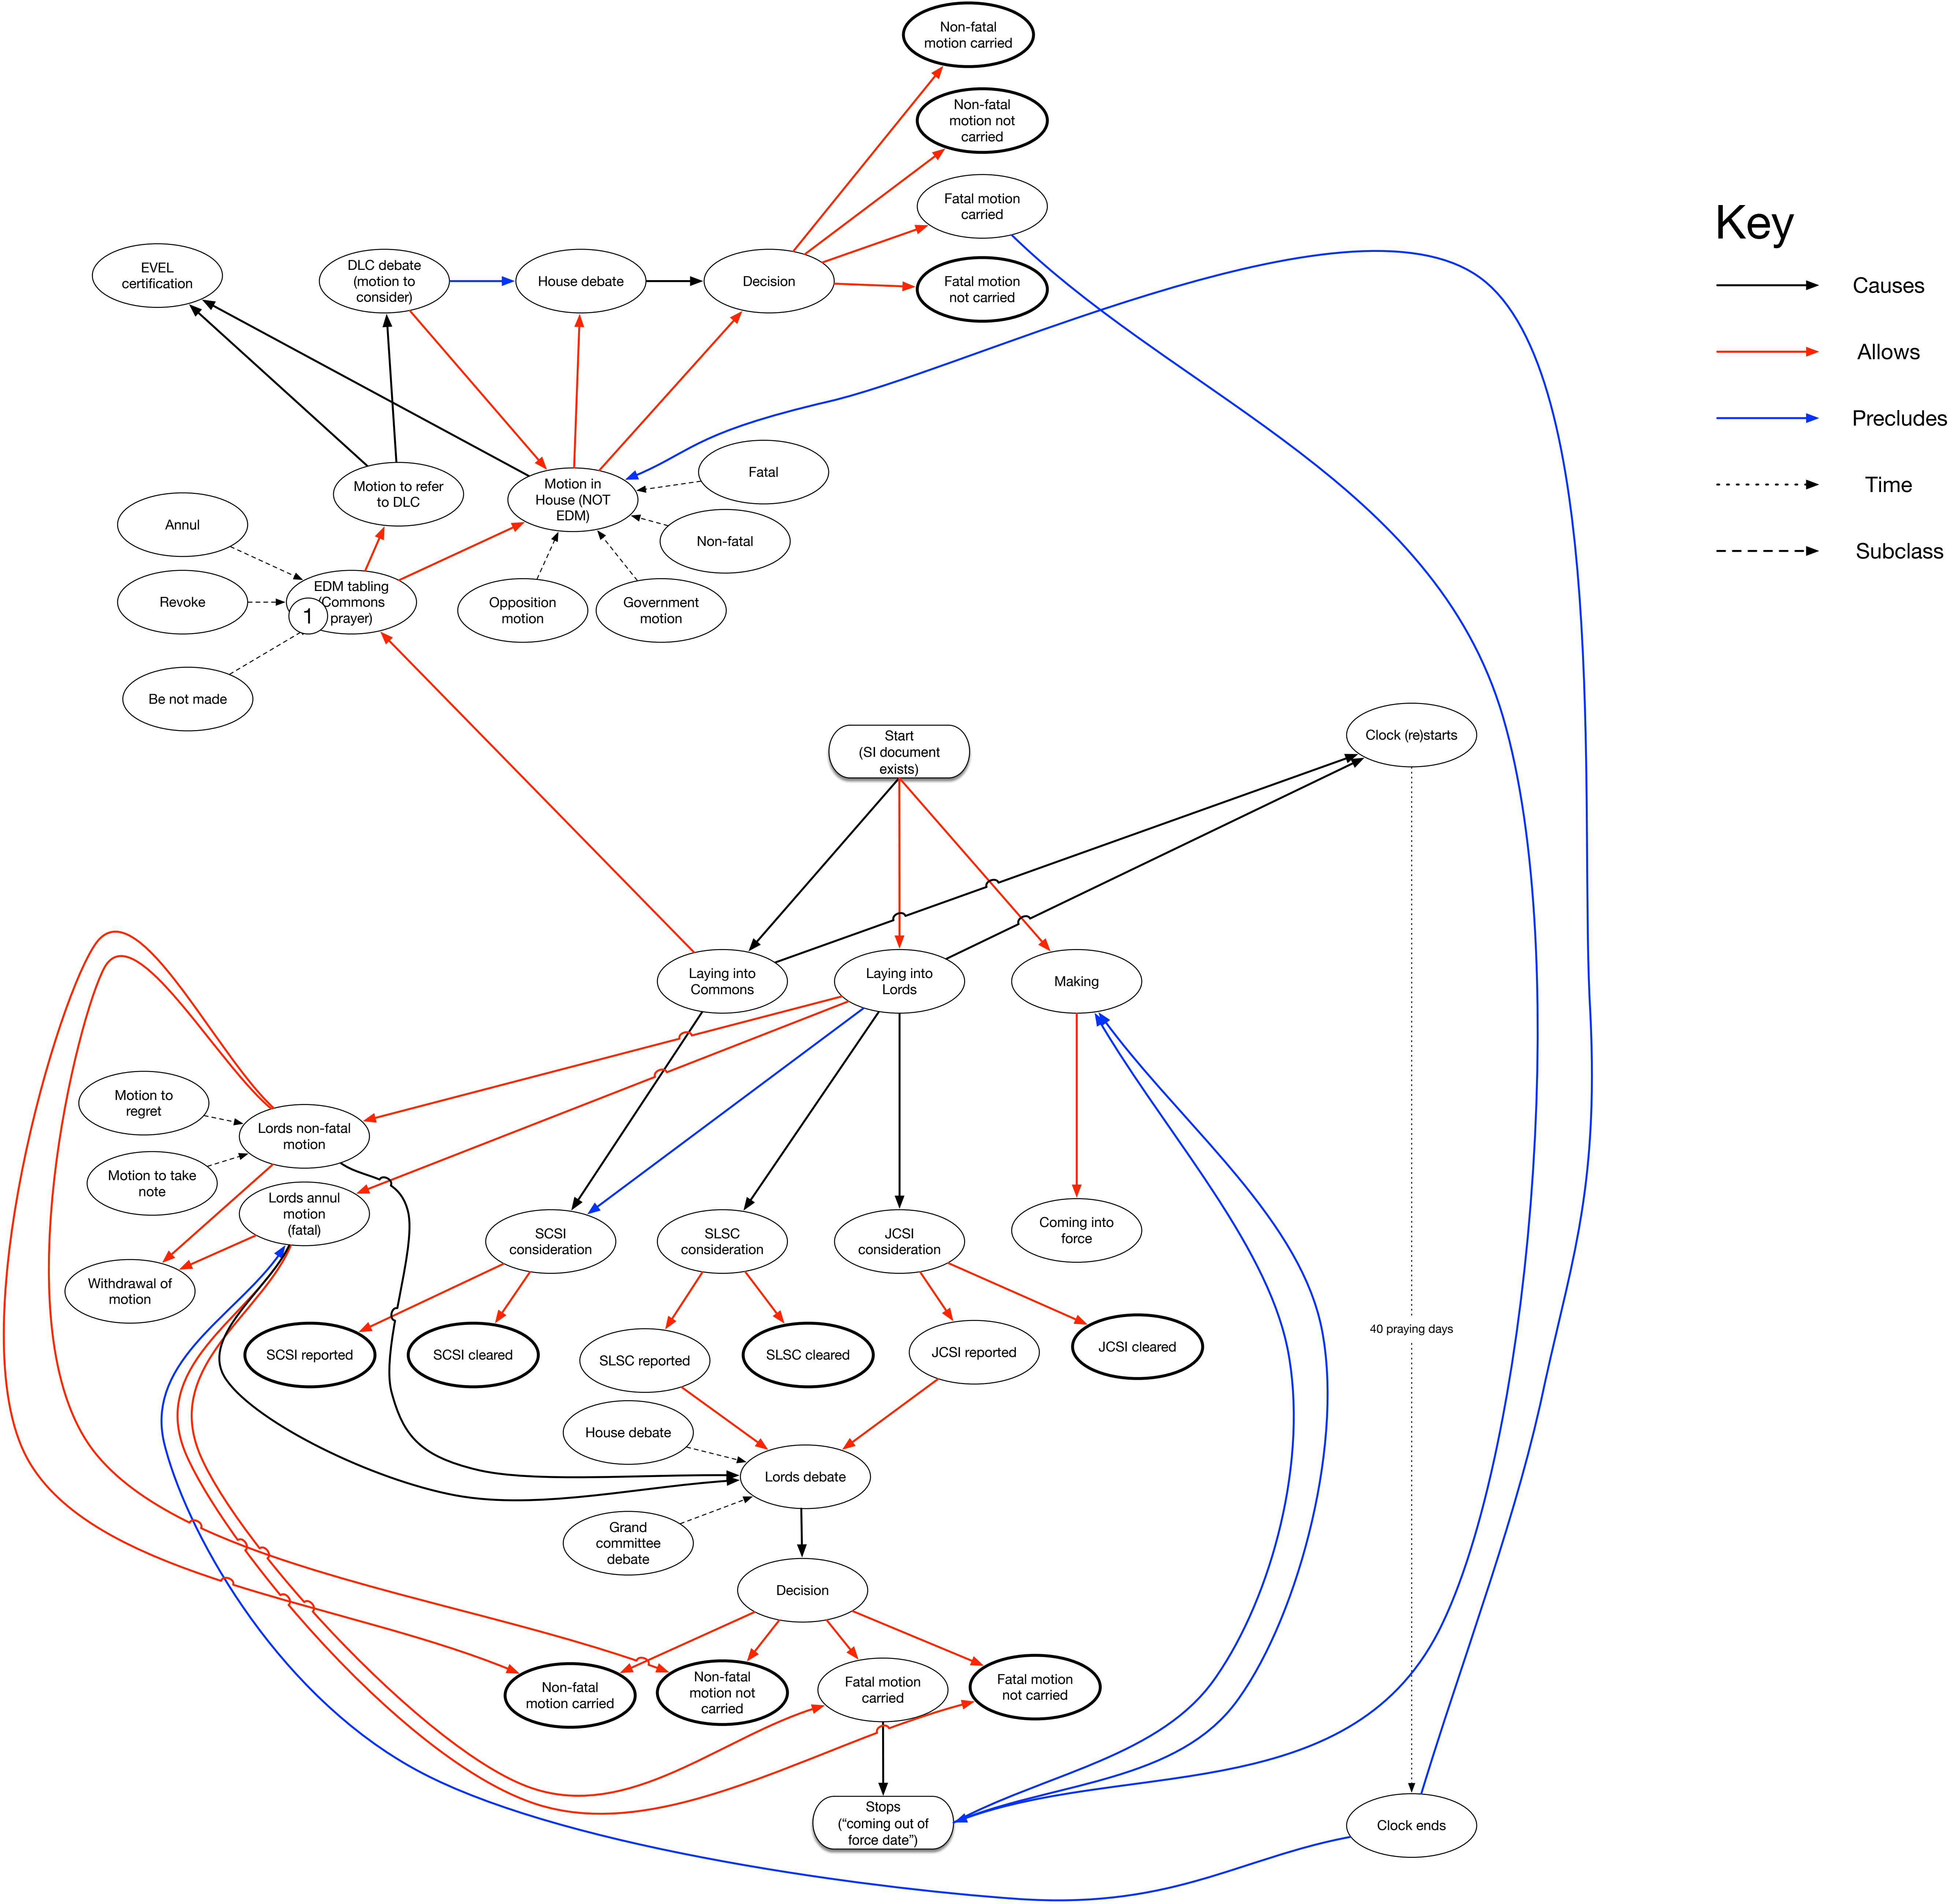 Non-fatal
motion carried
Non-fatal
motion not
carried
Fatal motion
carried
Fatal motion
not carried
EVEL
certification
DLC debate
(motion to
consider)
House debate
Decision
Key
Causes
Allows
Precludes
Time
Subclass
Motion to refer
to DLC
Motion in
House (NOT
EDM)
Fatal
Non-fatal
Annul
Revoke
EDM tabling
(Commons
prayer)
1
Opposition
motion
Government
motion
Be not made
Start
(SI document
exists)
Clock (re)starts
Laying into
Commons
Laying into
Lords
Making
Motion to
regret
Lords non-fatal
motion
Motion to take
note
Lords annul
motion
(fatal)
Withdrawal of
motion
SCSI
consideration
SLSC
consideration
JCSI
consideration
Coming into
force
SCSI reported
SCSI cleared
SLSC reported
SLSC cleared
JCSI reported
JCSI cleared
40 praying days
House debate
Lords debate
Grand
committee
debate
Decision
Non-fatal
motion carried
Non-fatal
motion not
carried
Fatal motion
carried
Fatal motion
not carried
Stops
(“coming out of
force date”)
Clock ends